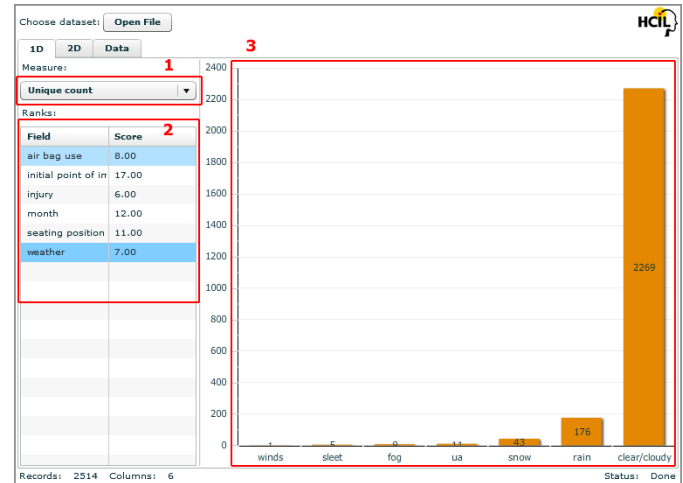 Choose dataset: Open File
HCIL
1D 2D Data
Measure: 1
Unique count
Ranks:
2
Field Score
air bag use 8.00
initial point of im 17.00
injury 6.00
month 12.00
seating position 11.00
weather 7.00
3
2400
2200
2000
1800
1600
1400
1200
1000
800
600
400
200
0
1 5 9 11 43 176 2269
winds sleet fog ua snow rain clear/cloudy
Records: 2514 Columns: 6 Status: Done